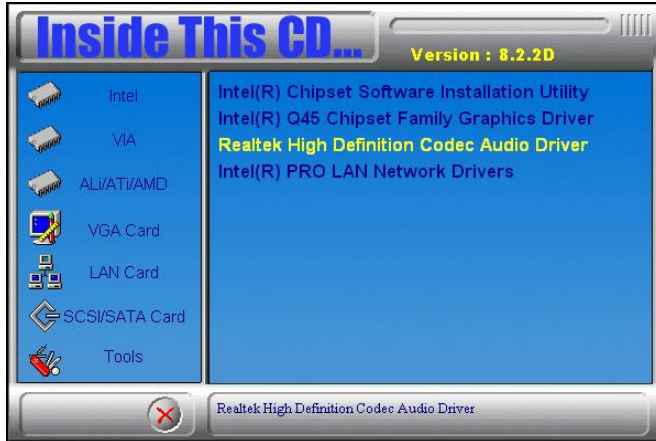 Inside This CD...
Version : 8.2.2D
Intel
VIA
ALi/ATi/AMD
VGA Card
LAN Card
SCSI/SATA Card
Tools
Intel(R) Chipset Software Installation Utility
Intel(R) Q45 Chipset Family Graphics Driver
Realtek High Definition Codec Audio Driver
Intel(R) PRO LAN Network Drivers
Realtek High Definition Codec Audio Driver